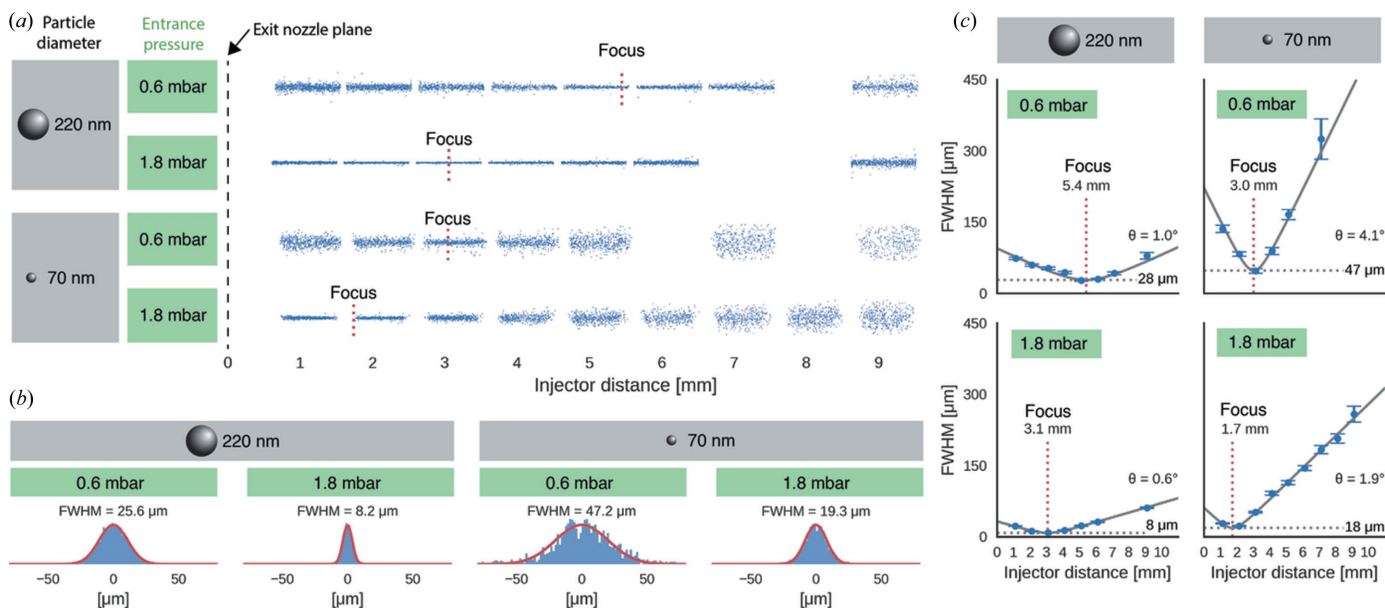 (a)
Particle
diameter
Entrance
pressure
Exit nozzle plane
220 nm
0.6 mbar
Focus
1.8 mbar
Focus
70 nm
0.6 mbar
Focus
1.8 mbar
Focus
0 1 2 3 4 5 6 7 8 9
Injector distance [mm]
(b)
220 nm
70 nm
0.6 mbar
1.8 mbar
0.6 mbar
1.8 mbar
FWHM = 25.6 µm
FWHM = 8.2 µm
FWHM = 47.2 µm
FWHM = 19.3 µm
−50 0 50
−50 0 50
−50 0 50
−50 0 50
[µm]
[µm]
[µm]
[µm]
(c)
220 nm
70 nm
450
300
150
0
FWHM [µm]
0.6 mbar
Focus
5.4 mm
θ = 1.0°
28 µm
450
300
150
0
0.6 mbar
Focus
3.0 mm
θ = 4.1°
47 µm
450
300
150
0
FWHM [µm]
1.8 mbar
Focus
3.1 mm
θ = 0.6°
8 µm
0 1 2 3 4 5 6 7 8 9 10
Injector distance [mm]
450
300
150
0
1.8 mbar
Focus
1.7 mm
θ = 1.9°
18 µm
0 1 2 3 4 5 6 7 8 9 10
Injector distance [mm]